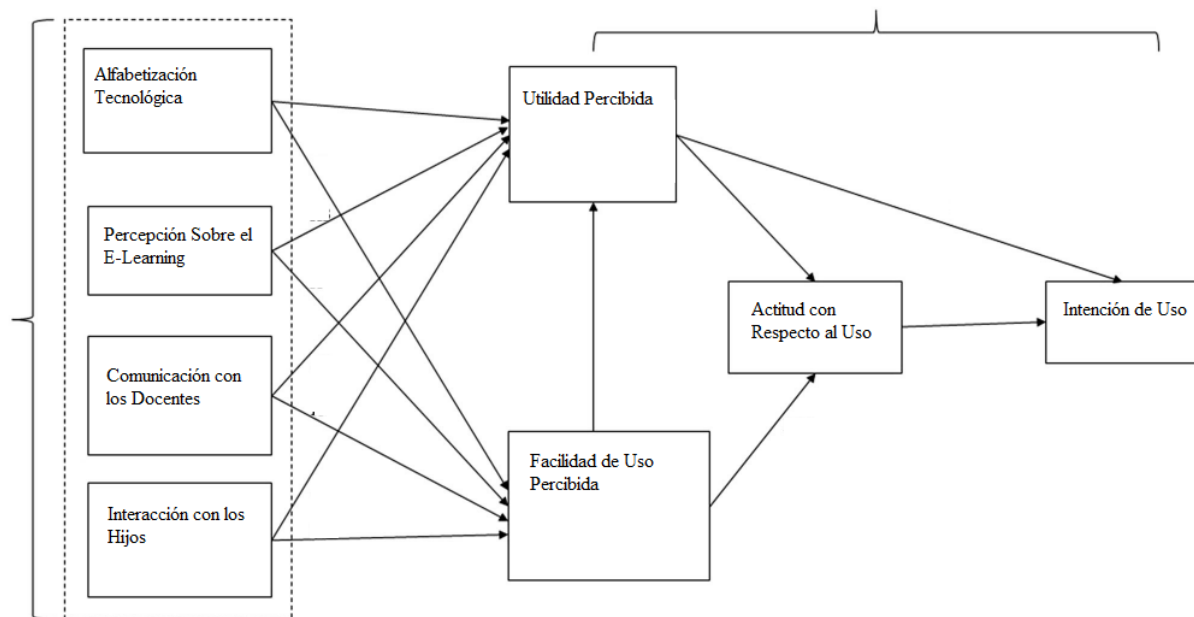 Alfabetización
Tecnológica
Utilidad Percibida
Percepción Sobre el
E-Learning
Actitud con
Respecto al Uso
Intención de Uso
Comunicación con
los Docentes
Facilidad de Uso
Percibida
Interacción con los
Hijos